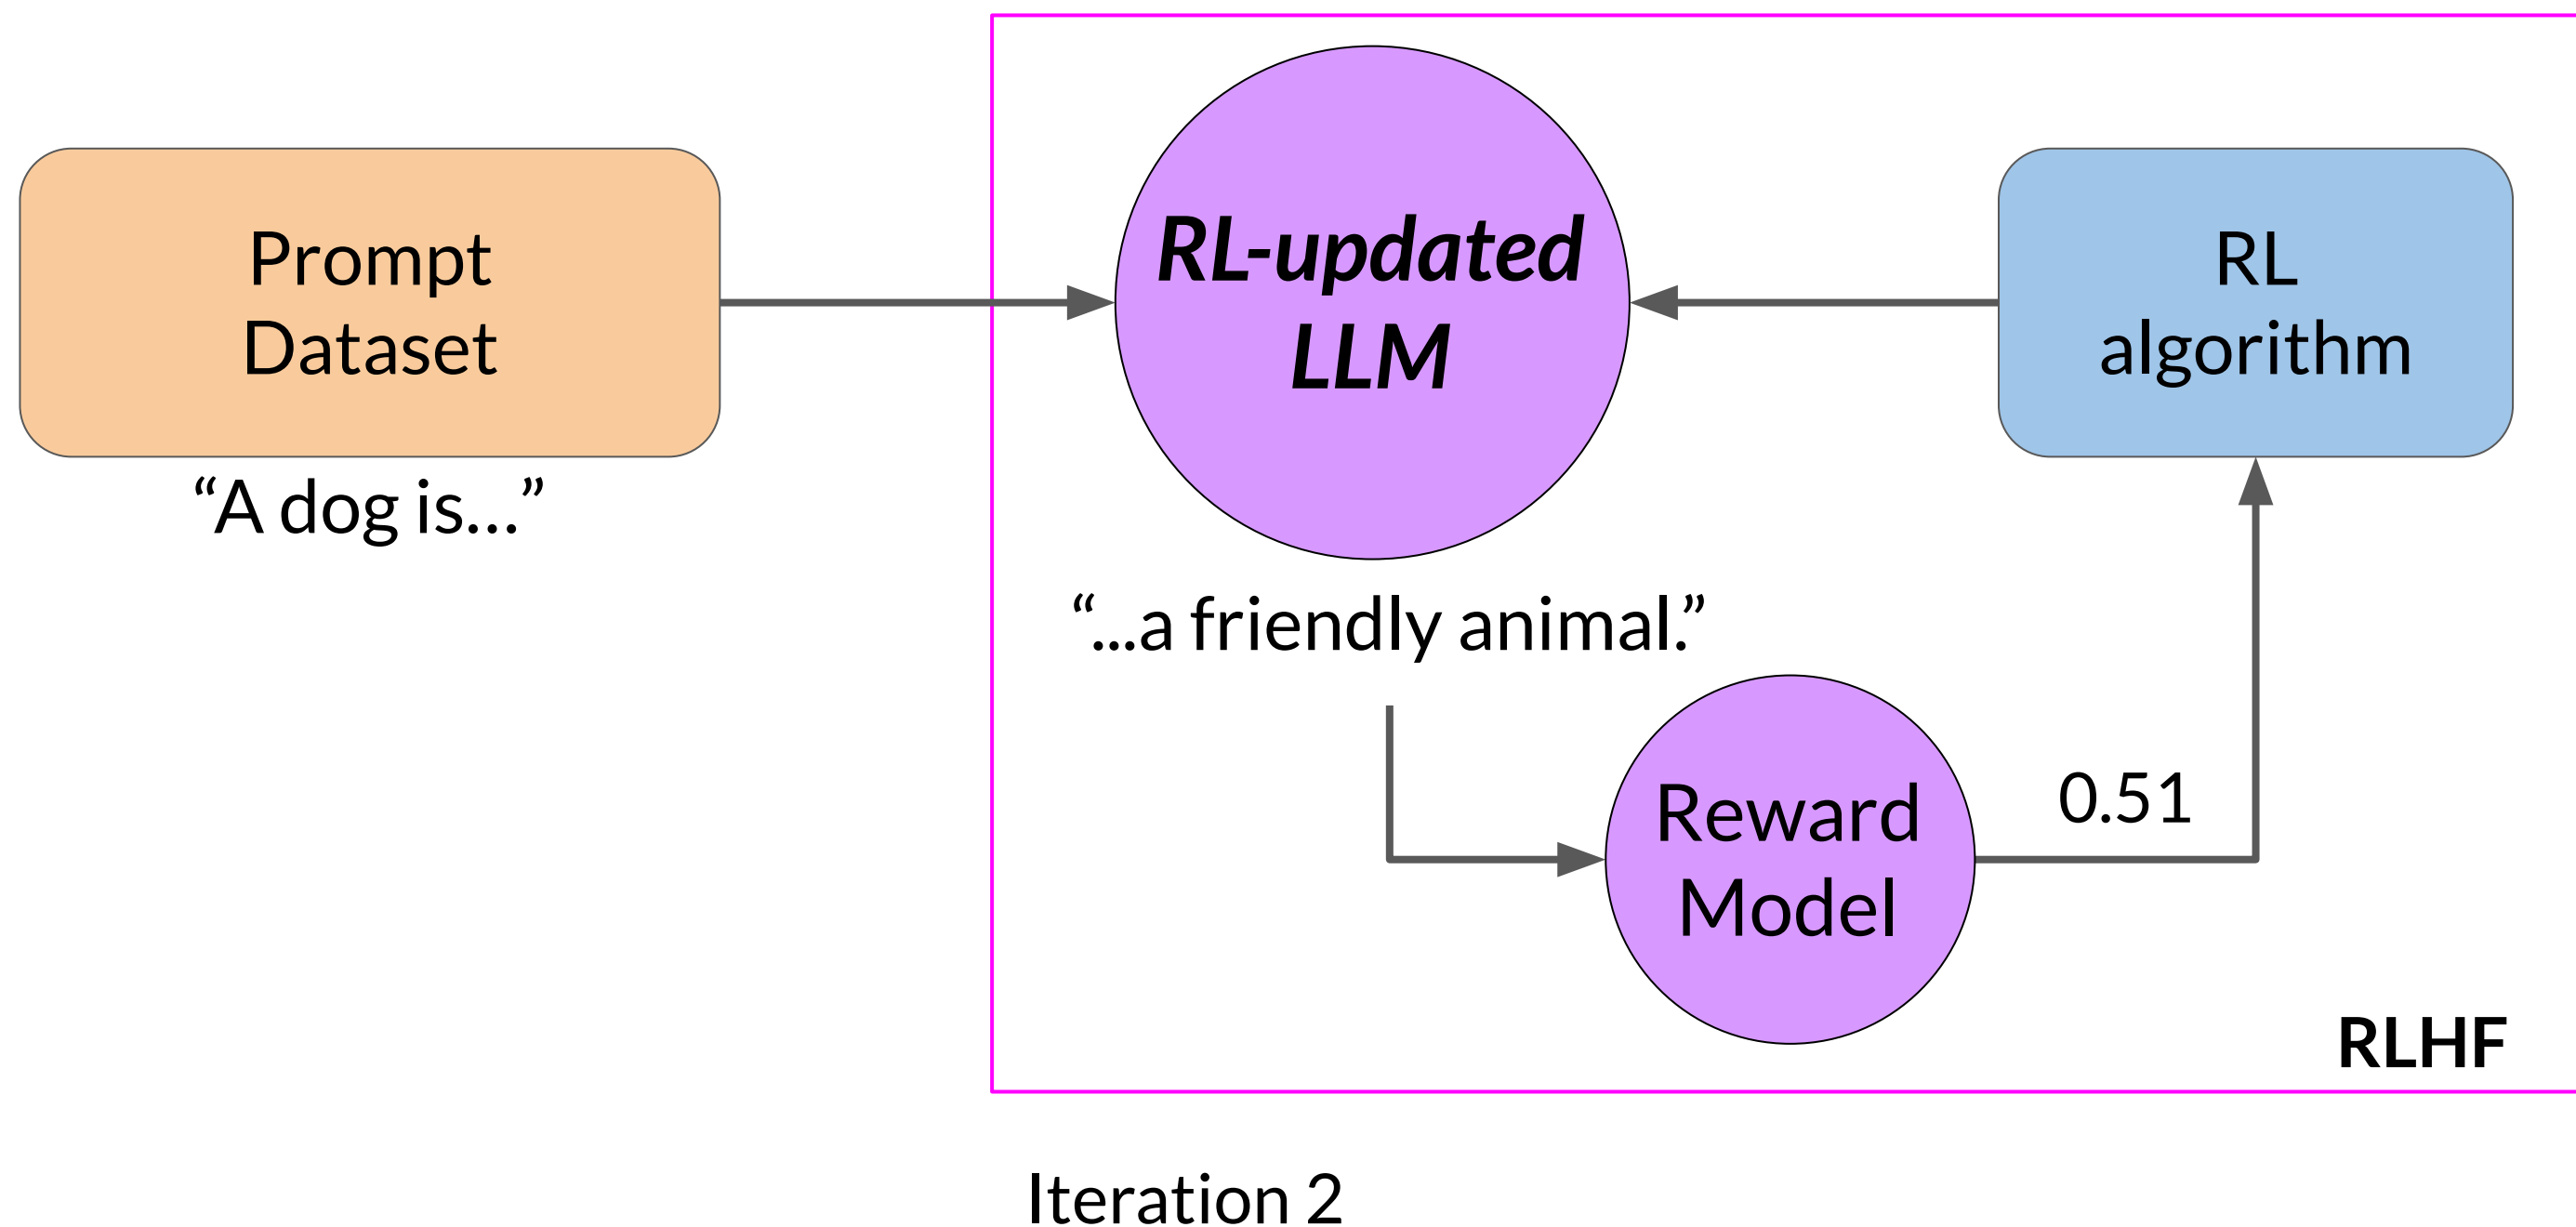 Prompt
Dataset
“A dog is…”
RL-updated
LLM
“...a friendly animal.”
RL
algorithm
Reward
Model
0.51
RLHF
Iteration 2